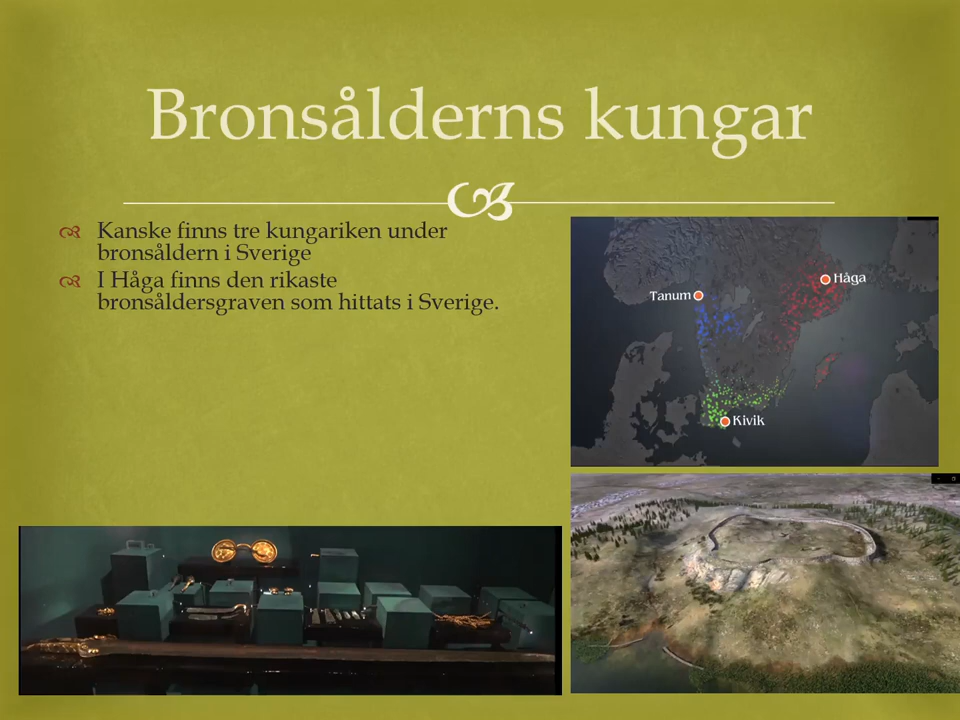 Bronsålderns kungar
Kanske finns tre kungariken under
bronsåldern i Sverige
I Håga finns den rikaste
bronsåldersgraven som hittats i Sverige.
Håga
Tanum
Kivik